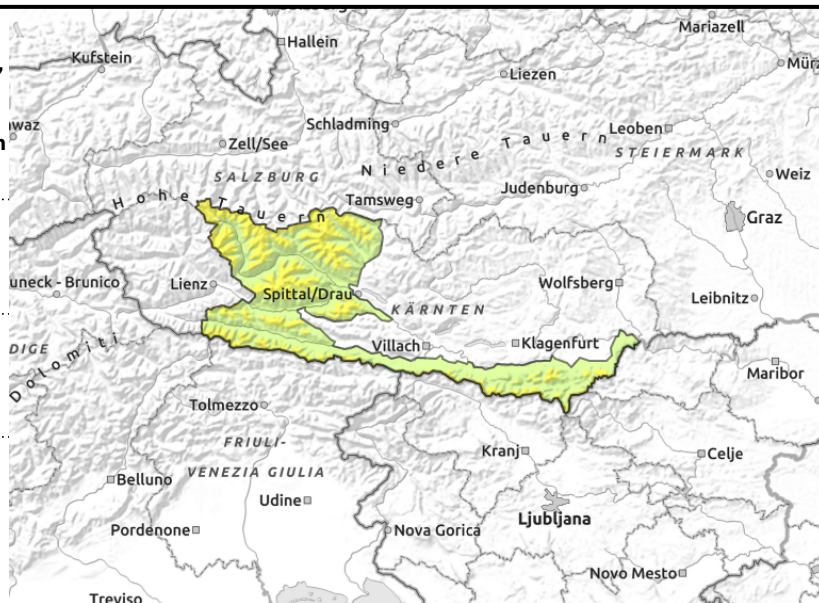 Mariazell
Hallein
Kufstein
Mür
Liezen
awaz
Schladming
Leoben
Zell/See
Niedere Tauern
STEIERMARK
SALZBURG
Weiz
Judenburg
Hohe Tauern
Tamsweg
Graz
uneck - Brunico
Lienz
Wolfsberg
Spittal/Drau
Leibnitz
KÄRNTEN
DIGE
Villach
Klagenfurt
Dolomiti
Maribor
Tolmezzo
FRIULI-
VENEZIA GIULIA
Kranj
Celje
Belluno
Udine
Ljubljana
Pordenone
Nova Gorica
Novo Mesto
Treviso